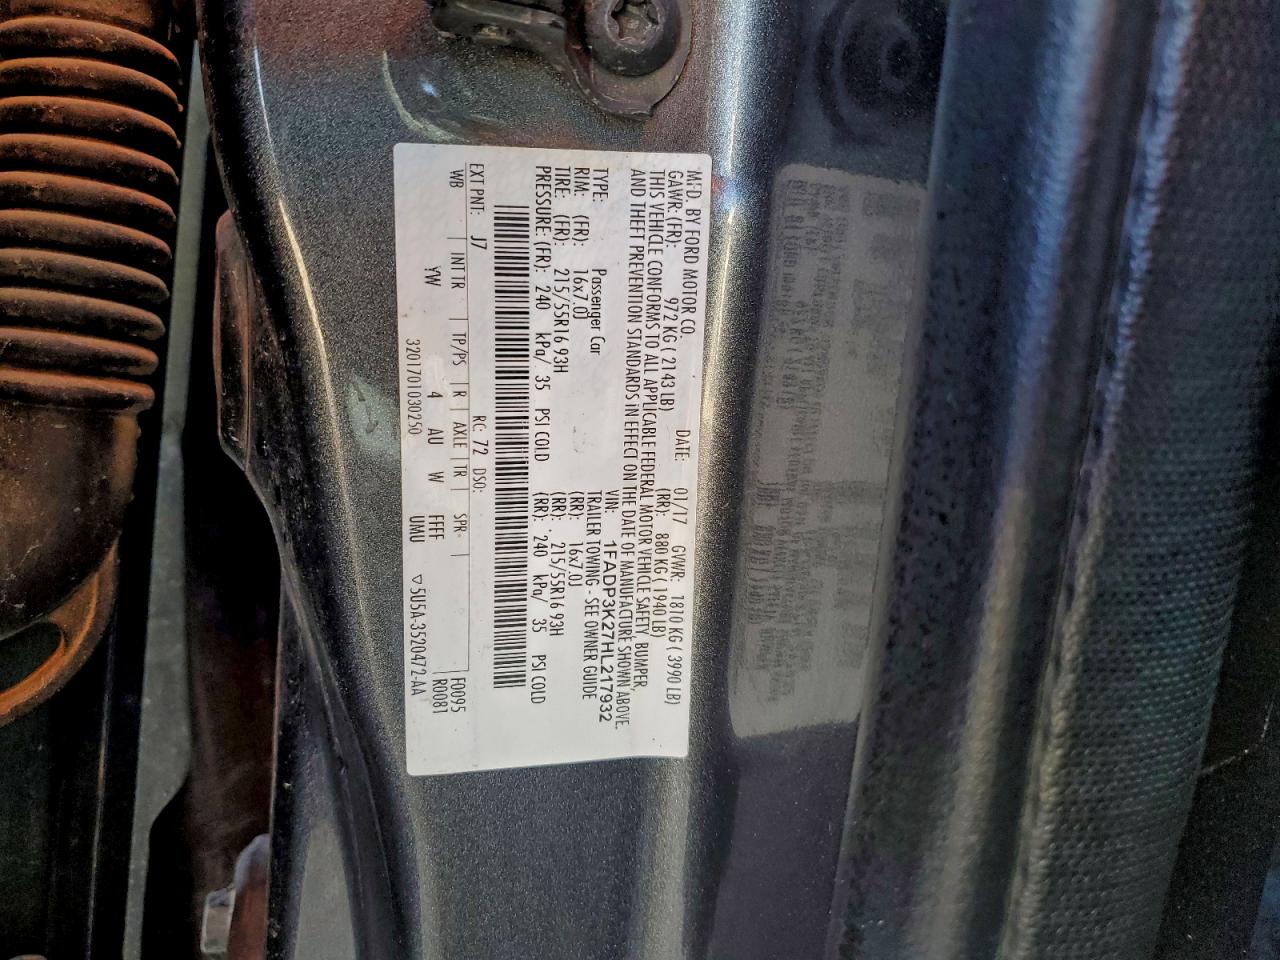 MFD. BY FORD MOTOR CO.
DATE: 01/17 GVWR: 1810 KG ( 3990 LB)
GAWR: (FR): 972 KG ( 2143 LB) (RR): 880 KG ( 1940 LB)
THIS VEHICLE CONFORMS TO ALL APPLICABLE FEDERAL MOTOR VEHICLE SAFETY, BUMPER,
AND THEFT PREVENTION STANDARDS IN EFFECT ON THE DATE OF MANUFACTURE SHOWN ABOVE.
VIN: 1FADP3K27HL217932
TYPE: Passenger Car TRAILER TOWING - SEE OWNER GUIDE
RIM: (FR): 16x7.0J (RR): 16x7.0J
TIRE: (FR): 215/55R16 93H (RR): 215/55R16 93H
PRESSURE: (FR): 240 kPa/ 35 PSI COLD (RR): 240 kPa/ 35 PSI COLD
EXT PNT: J7 RC: 72 DSO:
WB INT TR TP/PS R AXLE TR SPR F0095
YW 4 AU W FFFF R0081
320170103025​0 UNU ▽5U5A-3520472-AA